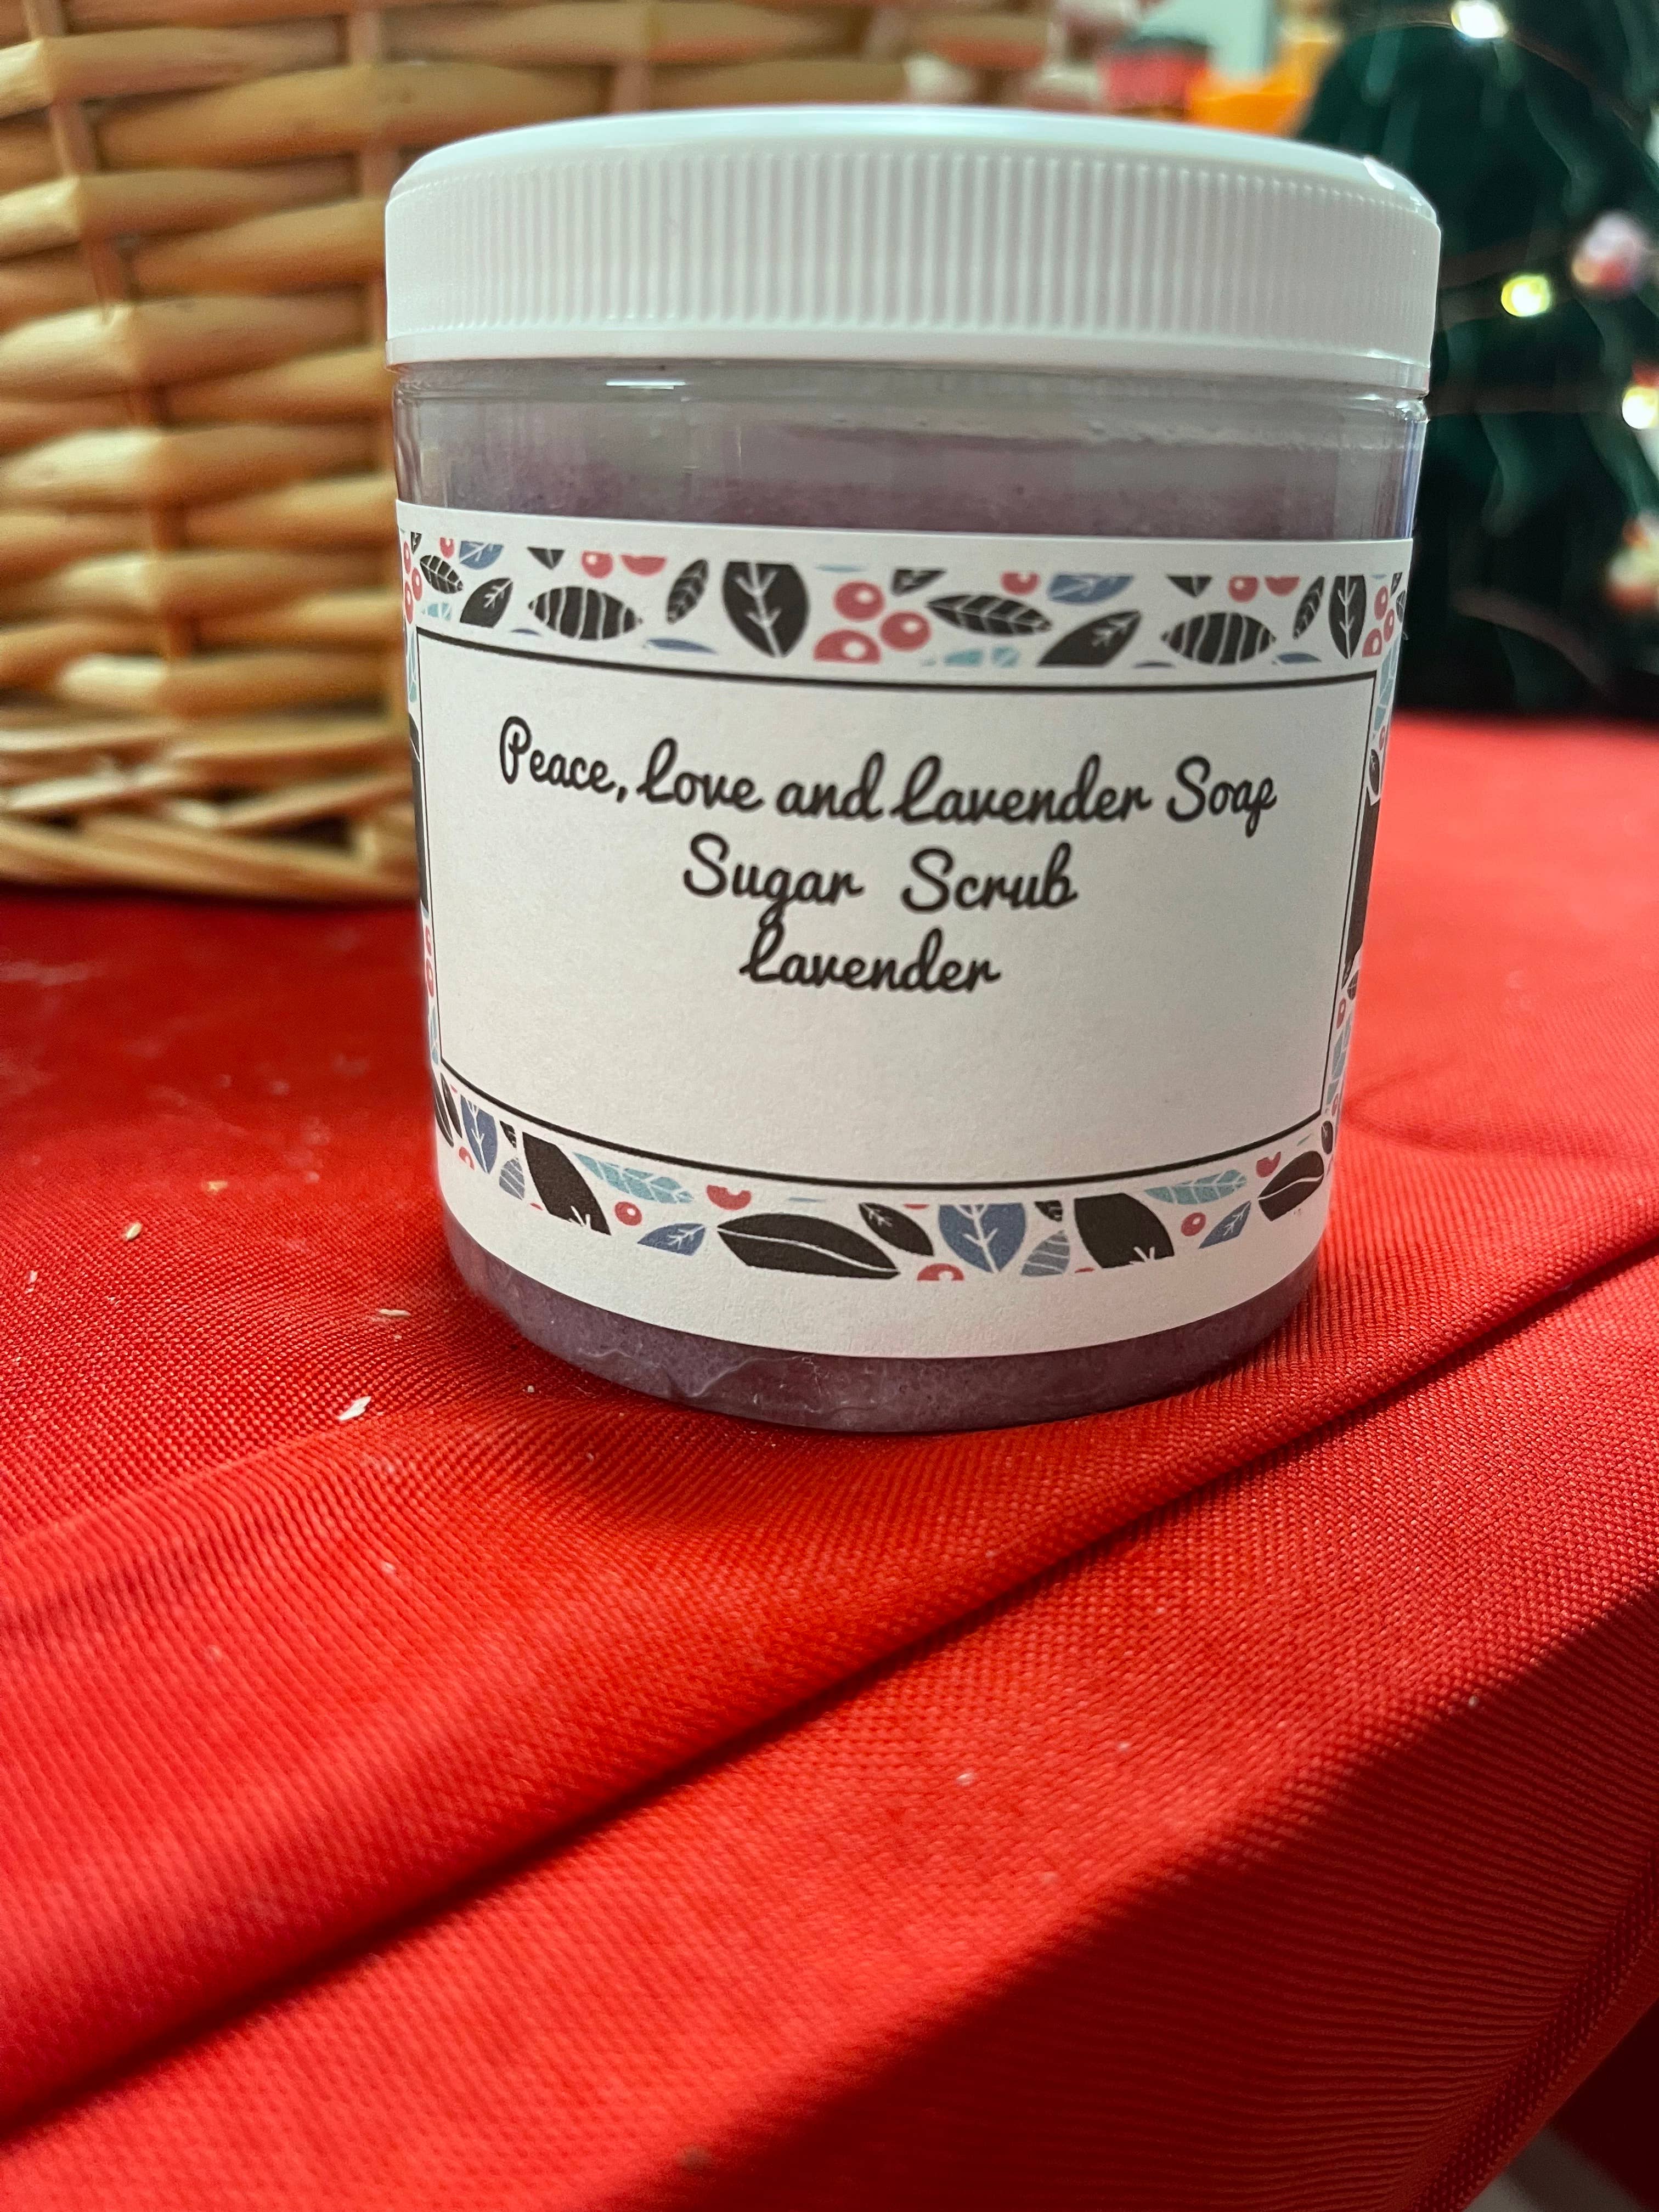 Peace, Love and Lavender Soap
Sugar Scrub
Lavender